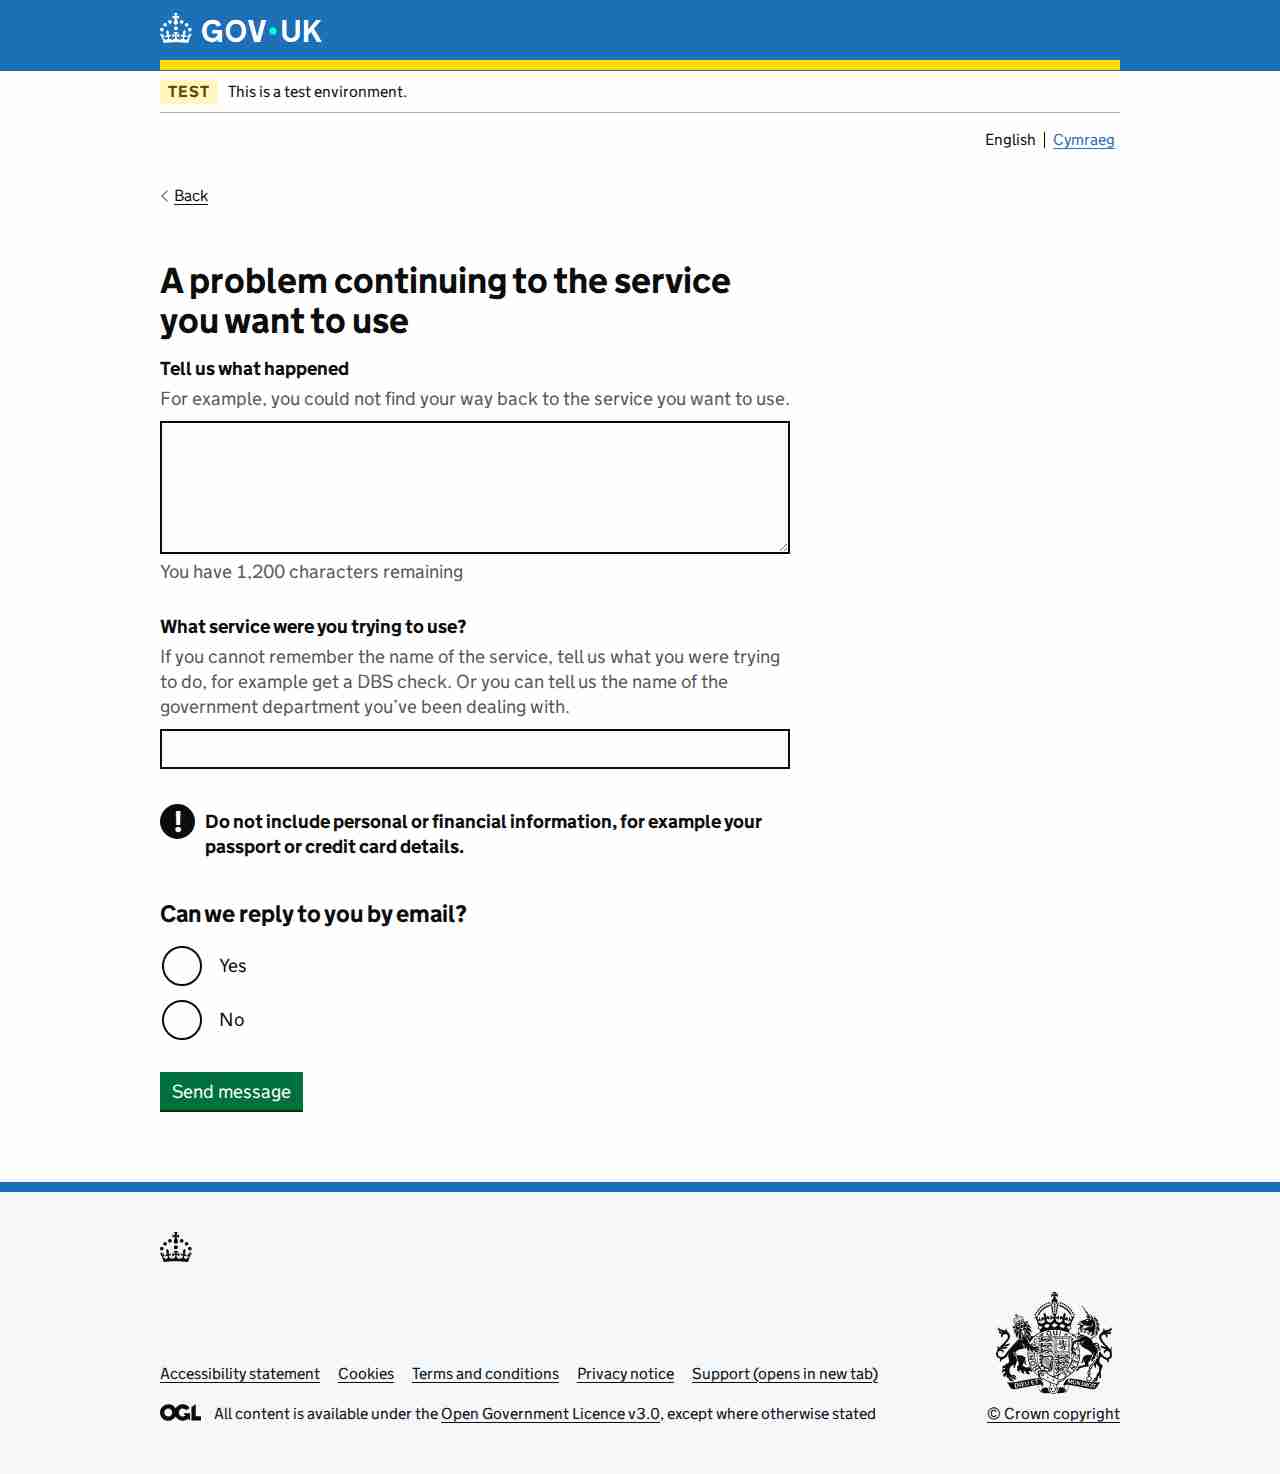 GOV·UK
TEST This is a test environment.
English | Cymraeg
Back
A problem continuing to the service
you want to use
Tell us what happened
For example, you could not find your way back to the service you want to use.
You have 1,200 characters remaining
What service were you trying to use?
If you cannot remember the name of the service, tell us what you were trying
to do, for example get a DBS check. Or you can tell us the name of the
government department you’ve been dealing with.
! Do not include personal or financial information, for example your
passport or credit card details.
Can we reply to you by email?
Yes
No
Send message
Accessibility statement Cookies Terms and conditions Privacy notice Support (opens in new tab)
OGL All content is available under the Open Government Licence v3.0, except where otherwise stated
© Crown copyright